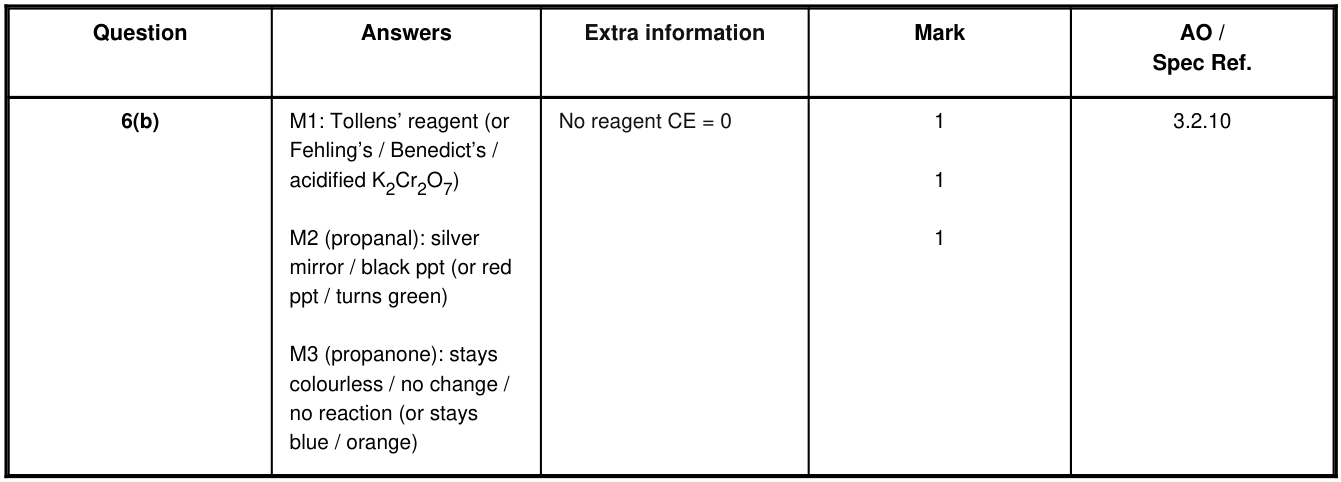 Question Answers Extra information Mark AO /
Spec Ref.
6(b) M1: Tollens' reagent (or No reagent CE = 0 1 3.2.10
Fehling's / Benedict's /
acidified K₂Cr₂O₇) 1
M2 (propanal): silver 1
mirror / black ppt (or red
ppt / turns green)
M3 (propanone): stays
colourless / no change /
no reaction (or stays
blue / orange)